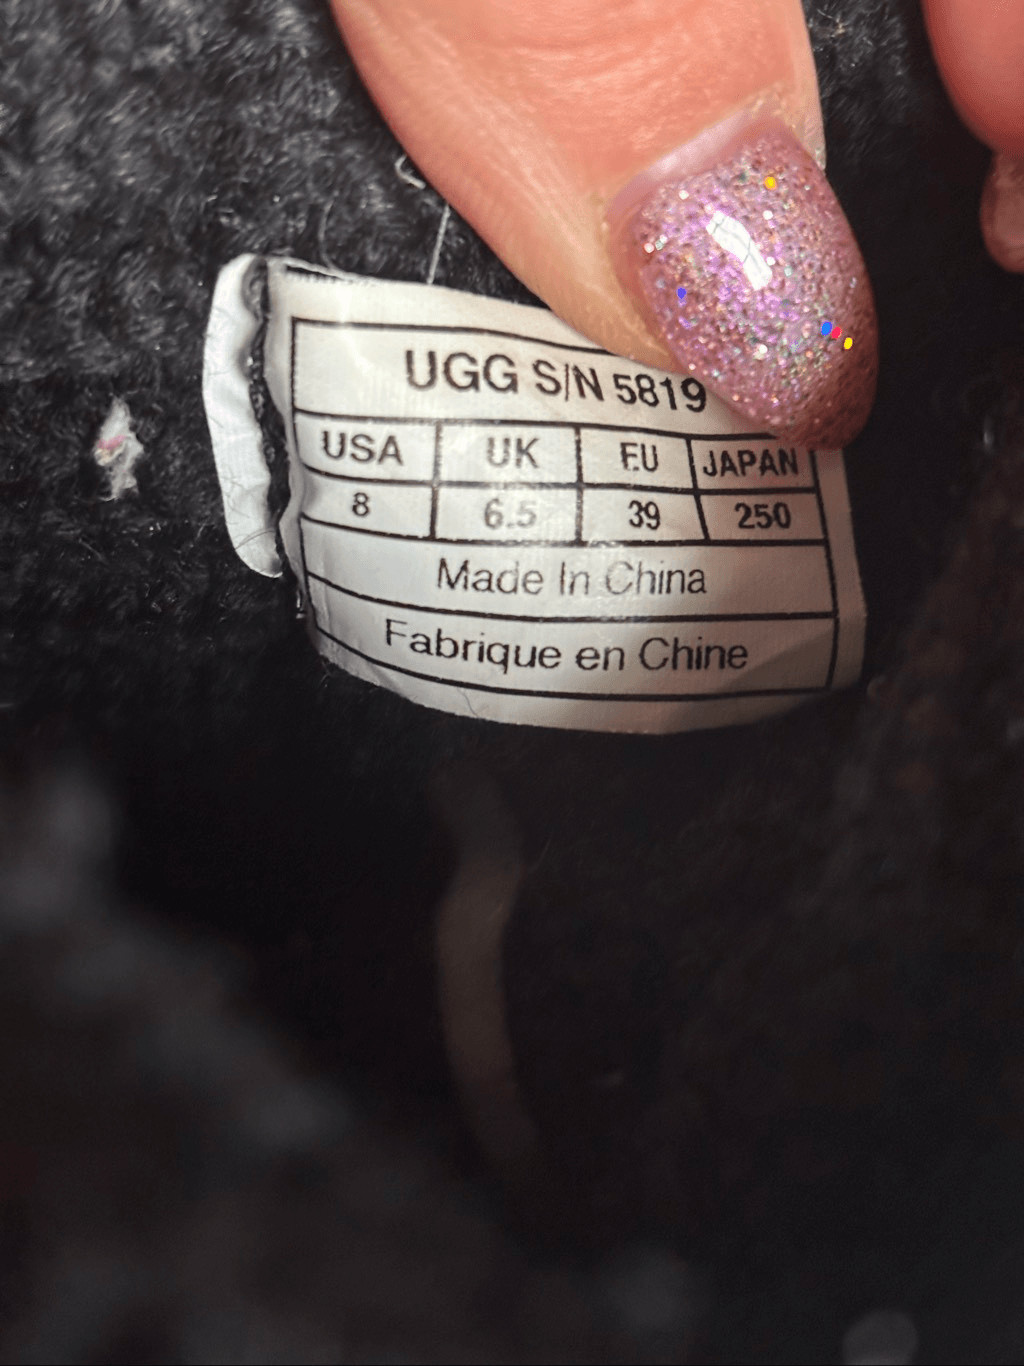 UGG S/N 5819
USA UK EU JAPAN
8 6.5 39 250
Made In China
Fabrique en Chine